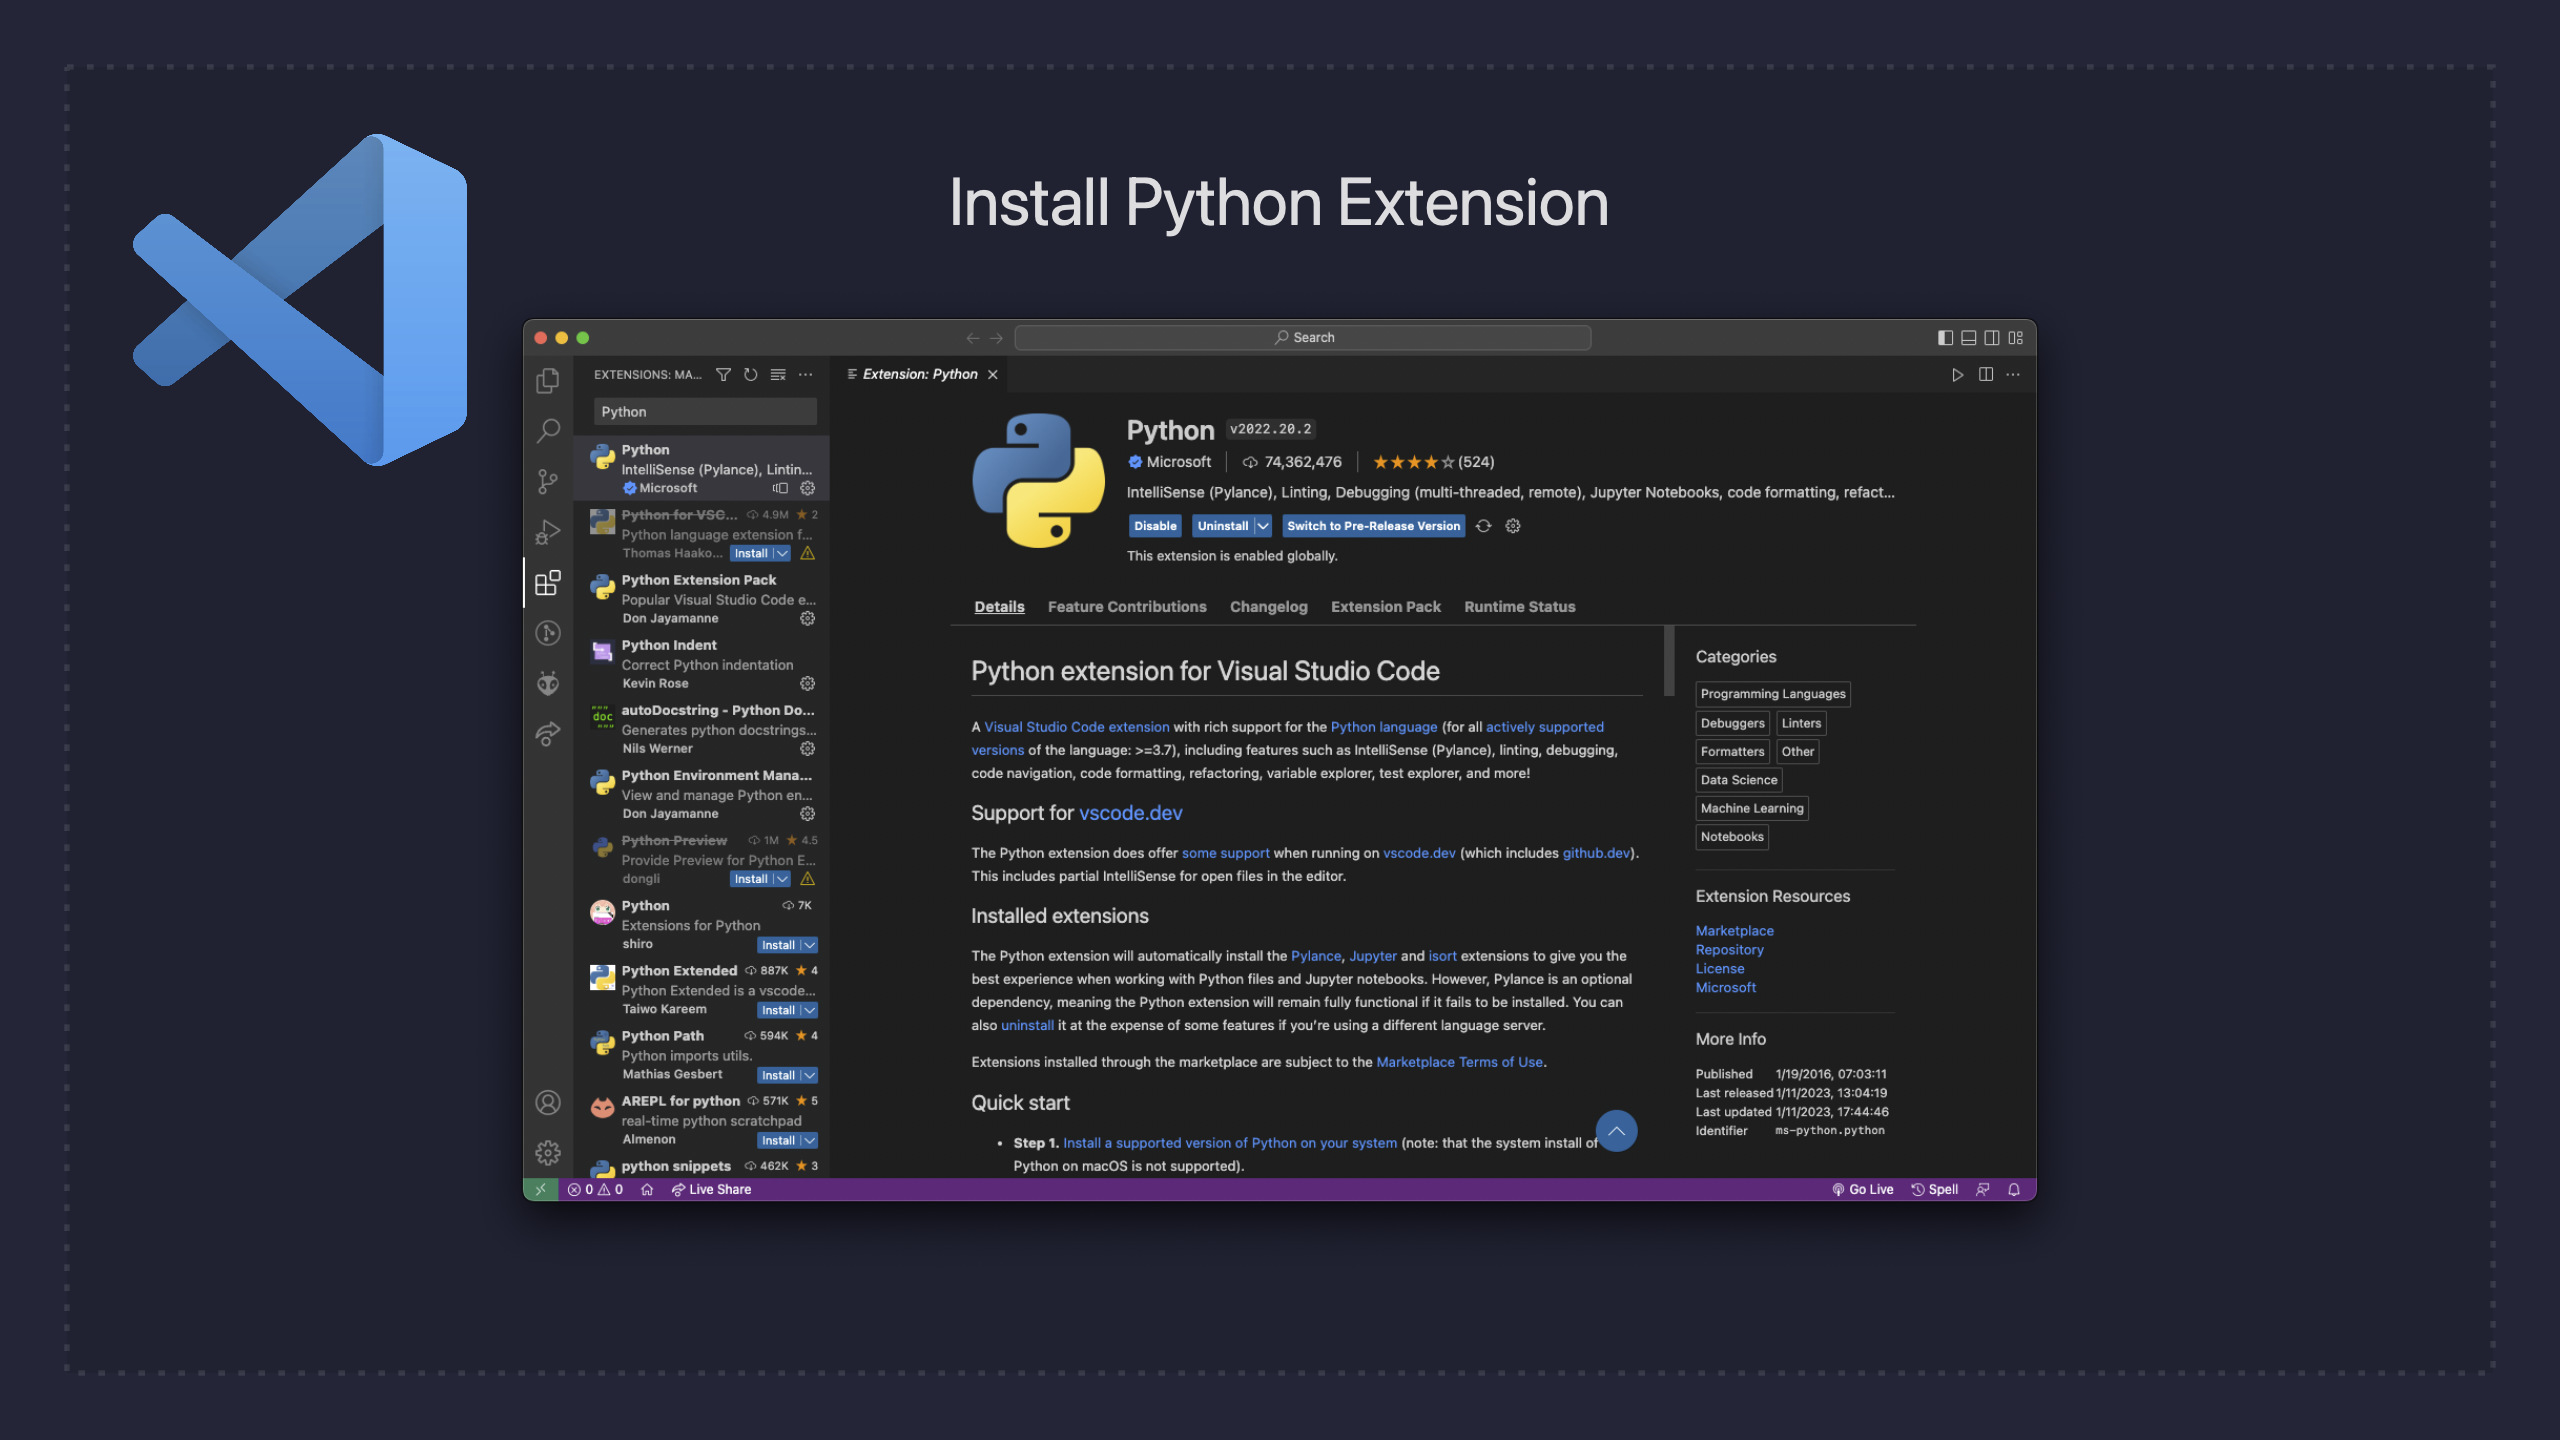 Install Python Extension
Search
EXTENSIONS: MA...
Extension: Python
Python
Python
IntelliSense (Pylance), Lintin...
Microsoft
Python for VSC... 4.9M 2
Python language extension f...
Thomas Haako... Install
Python Extension Pack
Popular Visual Studio Code e...
Don Jayamanne
Python Indent
Correct Python indentation
Kevin Rose
doc
autoDocstring - Python Do...
Generates python docstrings...
Nils Werner
Python Environment Mana...
View and manage Python en...
Don Jayamanne
Python Preview 1M 4.5
Provide Preview for Python E...
dongli Install
Python 7K
Extensions for Python
shiro Install
Python Extended 887K 4
Python Extended is a vscode...
Taiwo Kareem Install
Python Path 594K 4
Python imports utils.
Mathias Gesbert Install
AREPL for python 571K 5
real-time python scratchpad
Almenon Install
python snippets 462K 3
Python v2022.20.2
Microsoft 74,362,476 (524)
IntelliSense (Pylance), Linting, Debugging (multi-threaded, remote), Jupyter Notebooks, code formatting, refact...
Disable Uninstall Switch to Pre-Release Version
This extension is enabled globally.
Details Feature Contributions Changelog Extension Pack Runtime Status
Python extension for Visual Studio Code
A Visual Studio Code extension with rich support for the Python language (for all actively supported
versions of the language: >=3.7), including features such as IntelliSense (Pylance), linting, debugging,
code navigation, code formatting, refactoring, variable explorer, test explorer, and more!
Support for vscode.dev
The Python extension does offer some support when running on vscode.dev (which includes github.dev).
This includes partial IntelliSense for open files in the editor.
Installed extensions
The Python extension will automatically install the Pylance, Jupyter and isort extensions to give you the
best experience when working with Python files and Jupyter notebooks. However, Pylance is an optional
dependency, meaning the Python extension will remain fully functional if it fails to be installed. You can
also uninstall it at the expense of some features if you're using a different language server.
Extensions installed through the marketplace are subject to the Marketplace Terms of Use.
Quick start
• Step 1. Install a supported version of Python on your system (note: that the system install of
Python on macOS is not supported).
Categories
Programming Languages
Debuggers Linters
Formatters Other
Data Science
Machine Learning
Notebooks
Extension Resources
Marketplace
Repository
License
Microsoft
More Info
Published 1/19/2016, 07:03:11
Last released 1/11/2023, 13:04:19
Last updated 1/11/2023, 17:44:46
Identifier ms-python.python
0 0 Live Share
Go Live Spell